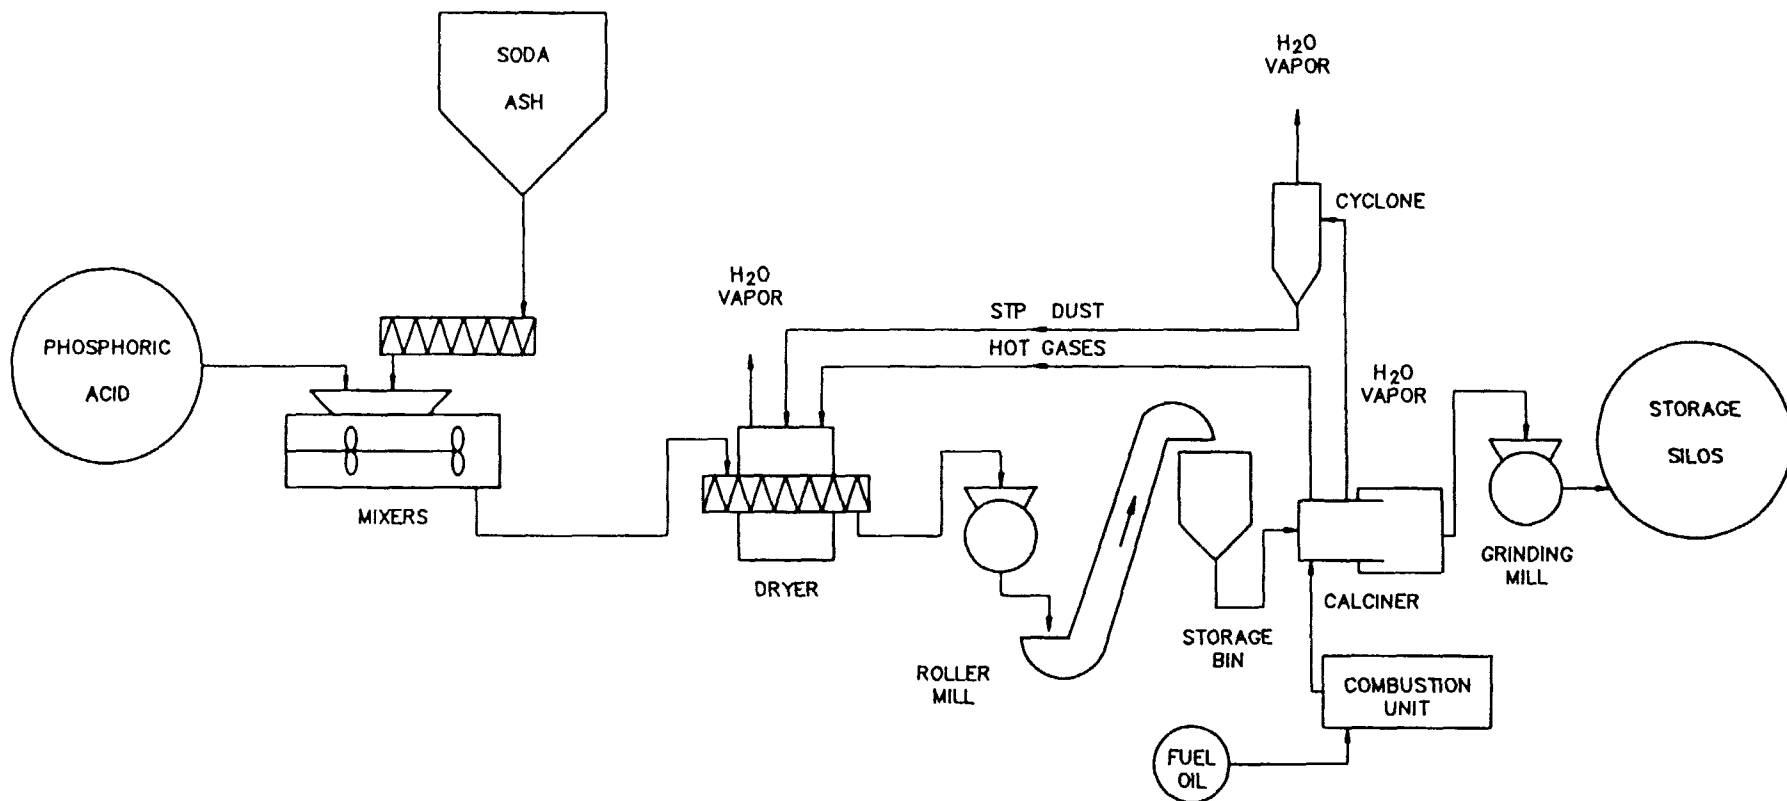 SODA
ASH
H₂O
VAPOR
CYCLONE
H₂O
VAPOR
STP DUST
HOT GASES
PHOSPHORIC
ACID
H₂O
VAPOR
STORAGE
SILOS
MIXERS
DRYER
GRINDING
MILL
CALCINER
STORAGE
BIN
ROLLER
MILL
COMBUSTION
UNIT
FUEL
OIL